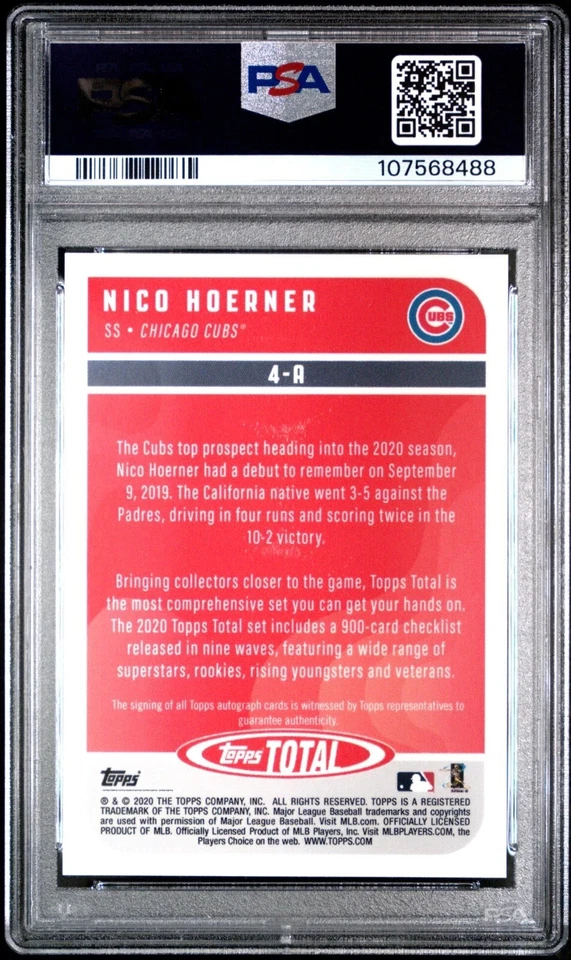 PSA
107568488
NICO HOERNER
SS • CHICAGO CUBS®
CUBS
4-A
The Cubs top prospect heading into the 2020 season,
Nico Hoerner had a debut to remember on September
9, 2019. The California native went 3-5 against the
Padres, driving in four runs and scoring twice in the
10-2 victory.
Bringing collectors closer to the game, Topps Total is
the most comprehensive set you can get your hands on.
The 2020 Topps Total set includes a 900-card checklist
released in nine waves, featuring a wide range of
superstars, rookies, rising youngsters and veterans.
The signing of all Topps autograph cards is witnessed by Topps representatives to
guarantee authenticity.
topps TOTAL
topps
® & © 2020 THE TOPPS COMPANY, INC. ALL RIGHTS RESERVED. TOPPS IS A REGISTERED
TRADEMARK OF THE TOPPS COMPANY, INC. Major League Baseball trademarks and copyrights
are used with permission of Major League Baseball. Visit MLB.com. OFFICIALLY LICENSED
PRODUCT OF MLB. Officially Licensed Product of MLB Players, Inc. Visit MLBPLAYERS.COM, the
Players Choice on the web. WWW.TOPPS.COM
PSA